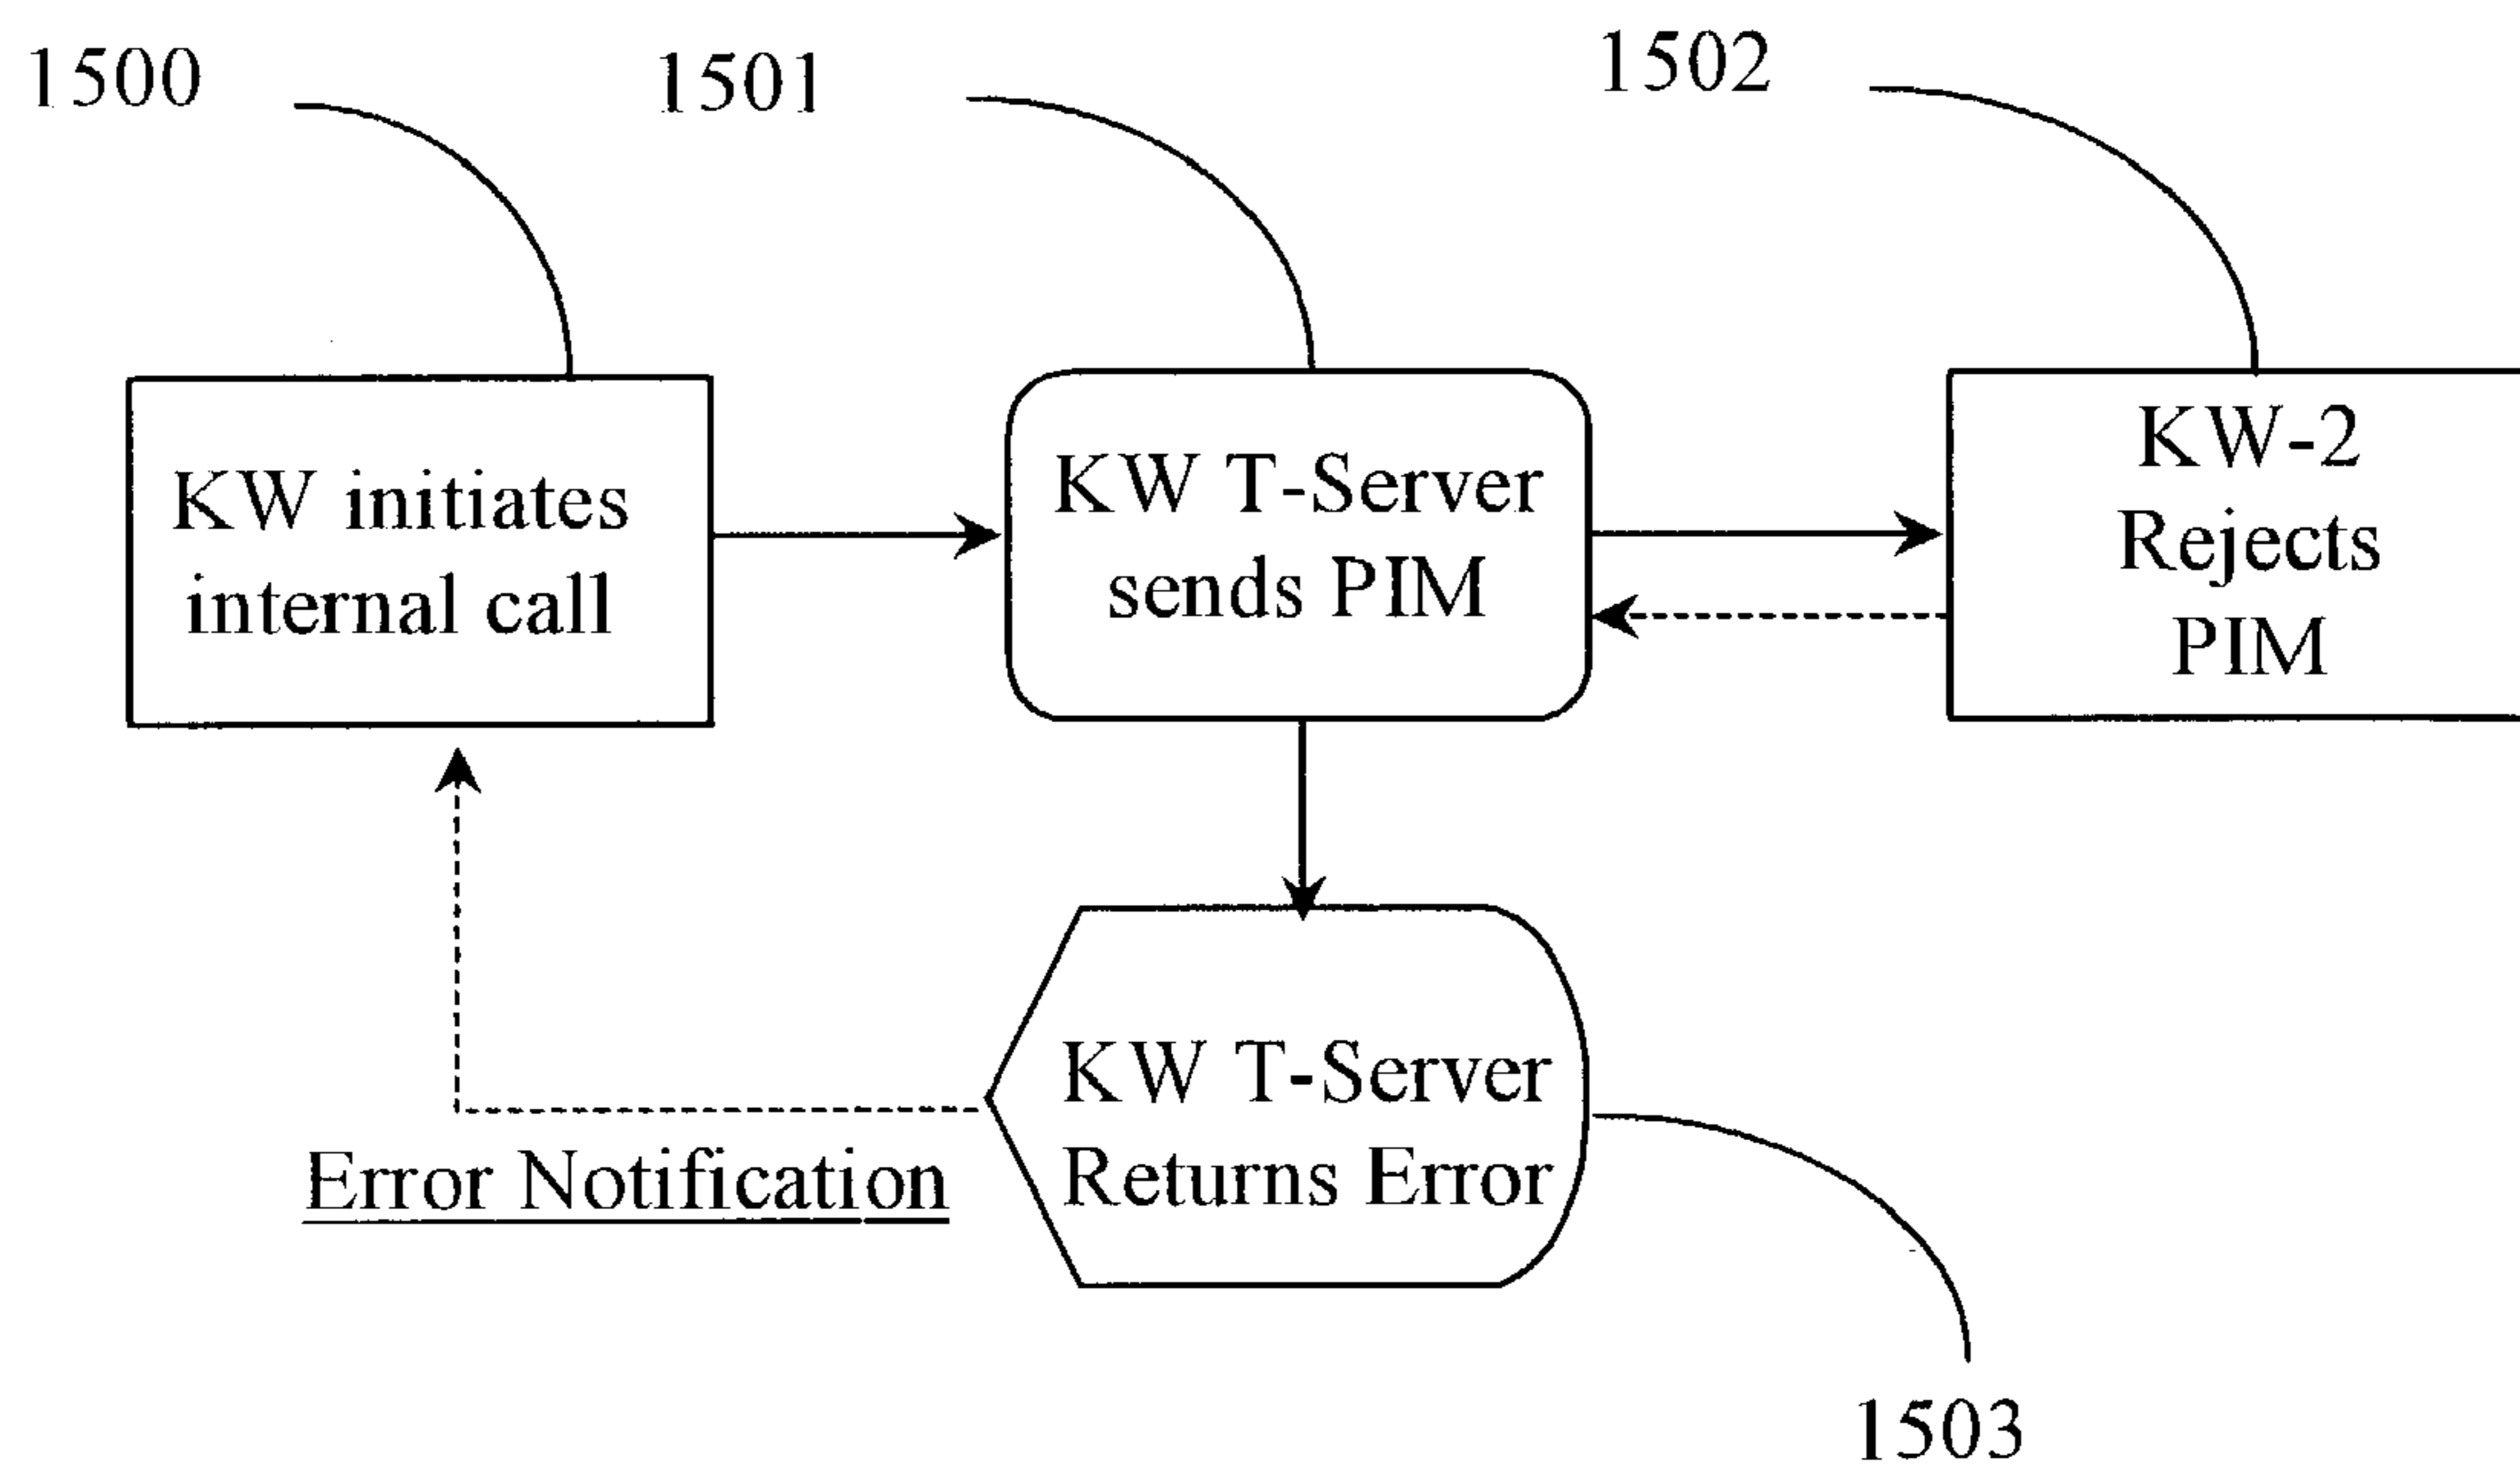 1500
1501
1502
KW initiates
internal call
KW T-Server
sends PIM
KW-2
Rejects
PIM
KW T-Server
Returns Error
Error Notification
1503